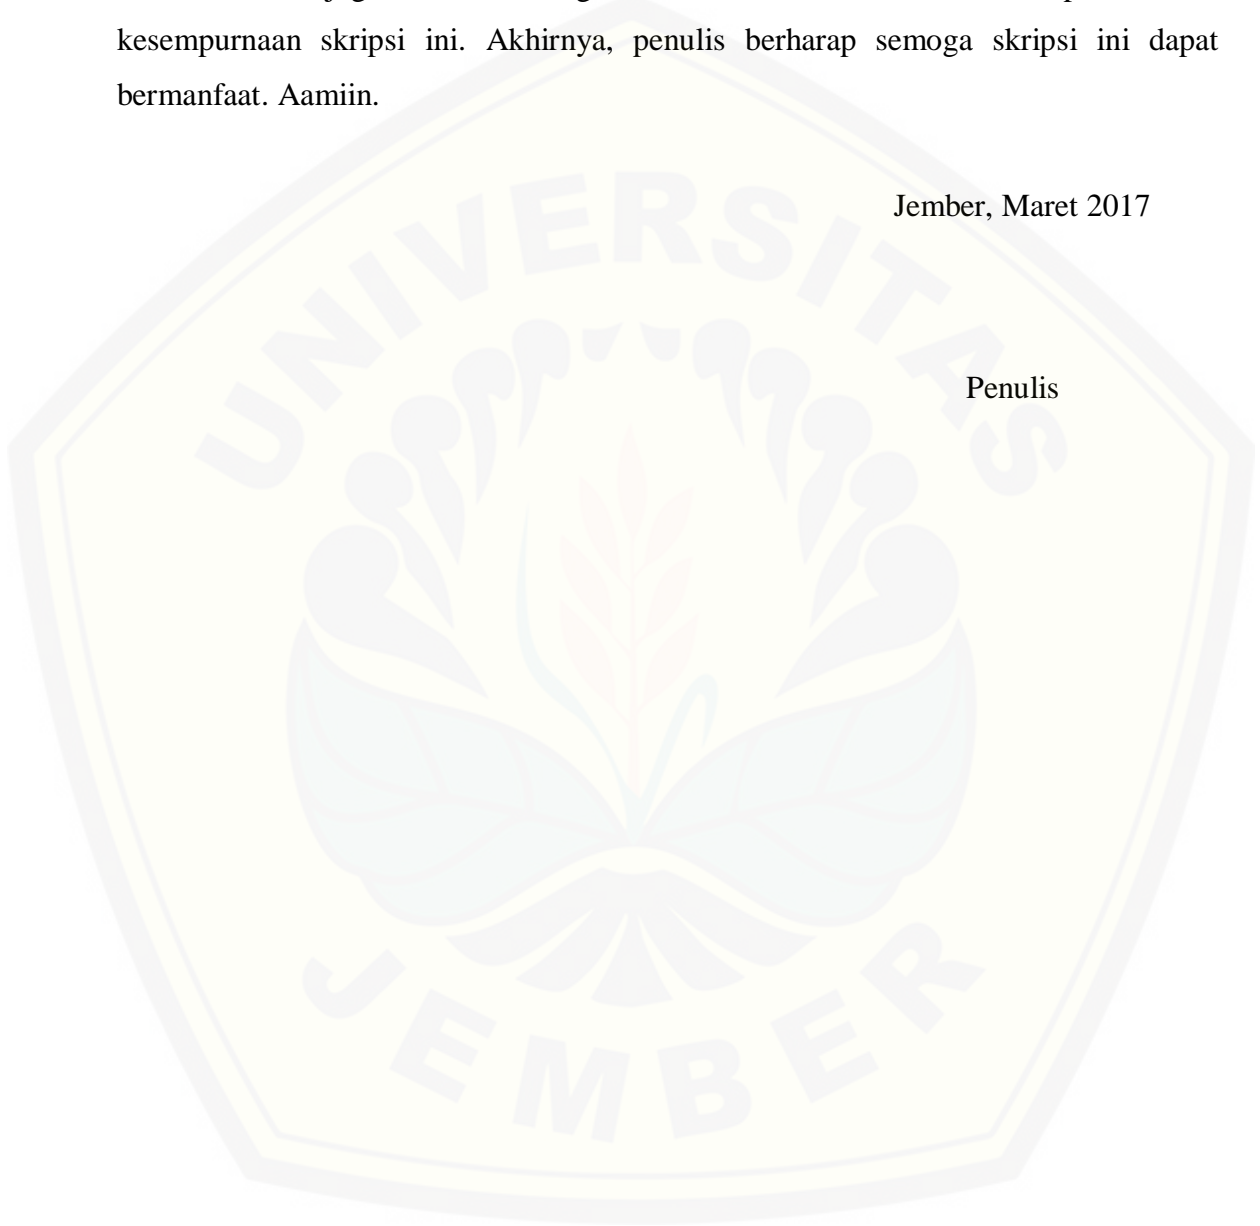 kesempurnaan skripsi ini. Akhirnya, penulis berharap semoga skripsi ini dapat
bermanfaat. Aamiin.
Jember, Maret 2017
Penulis
UNIVERSITAS
JEMBER